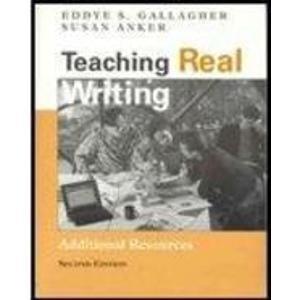 EDDYE S. GALLAGHER
SUSAN ANKER
Teaching Real
Writing
Additional Resources
SECOND EDITION